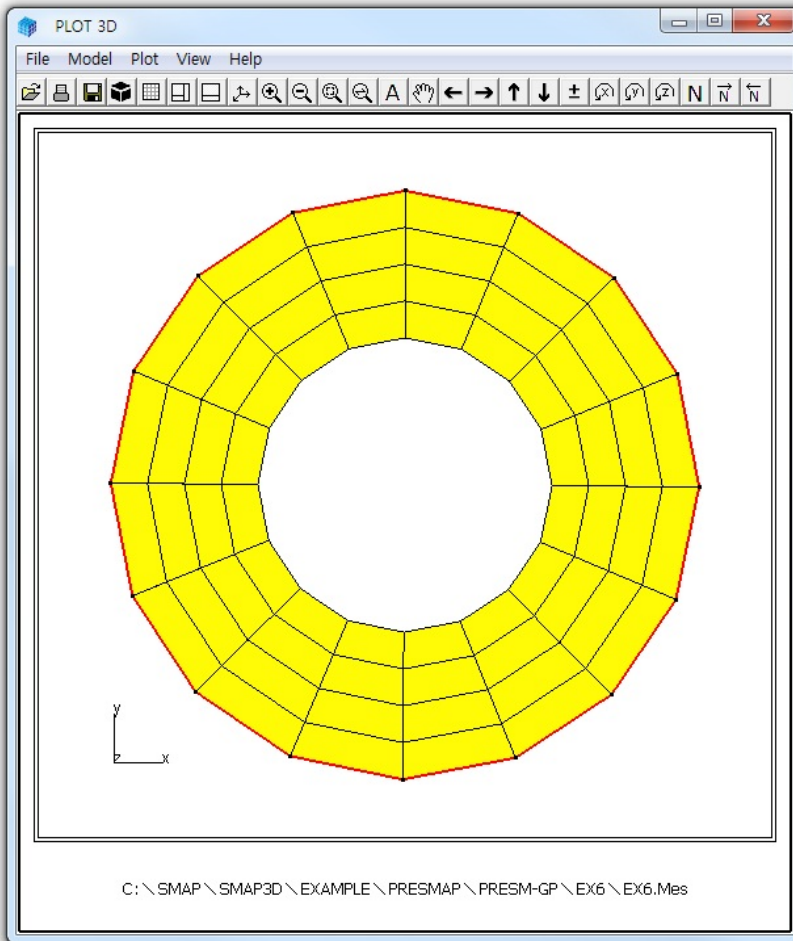 PLOT 3D
File Model Plot View Help
A ± x y z N N N
y
z x
C:\SMAP\SMAP3D\EXAMPLE\PRESMAP\PRESM-GP\EX6\EX6.Mes